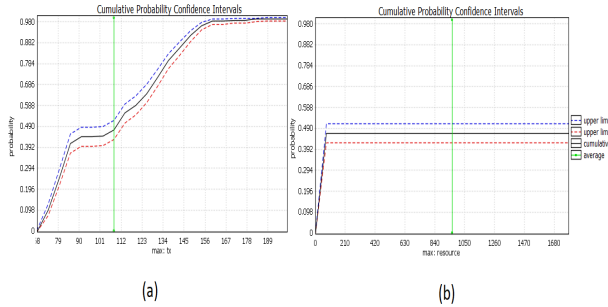 Cumulative Probability Confidence Intervals
0.980
0.882
0.784
0.686
0.588
0.490
0.392
0.294
0.196
0.098
0
probability
68 79 90 101 112 123 134 145 156 167 178 189
max: tx
(a)
Cumulative Probability Confidence Intervals
0.980
0.882
0.784
0.686
0.588
0.490
0.392
0.294
0.196
0.098
0
probability
0 210 420 630 840 1050 1260 1470 1680
max: resource
upper lim
upper lim
cumulativ
average
(b)